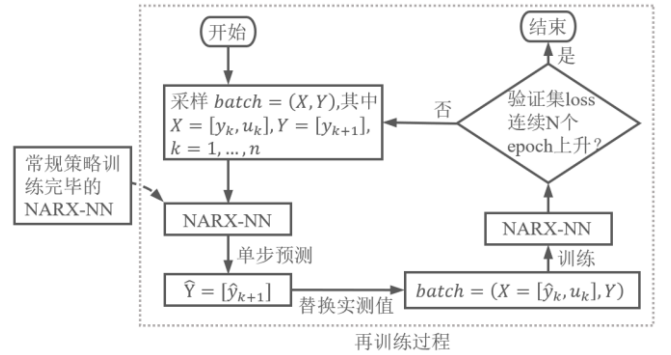 开始
采样 batch = (X, Y),其中
X = [y_k, u_k], Y = [y_{k+1}],
k = 1, … , n
常规策略训
练完毕的
NARX-NN
NARX-NN
单步预测
Ŷ = [ŷ_{k+1}]
替换实测值
batch = (X = [ŷ_k, u_k], Y)
训练
NARX-NN
验证集loss
连续N个
epoch上升?
否
是
结束
再训练过程